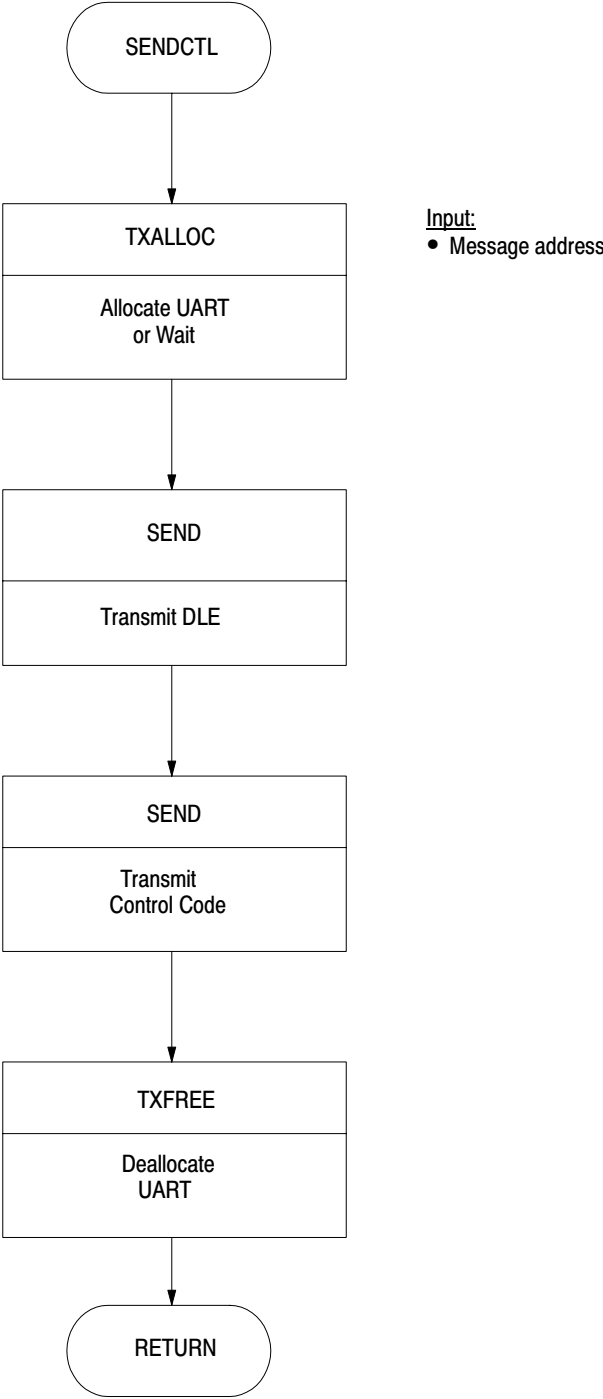 SENDCTL
TXALLOC
Input:
• Message address
Allocate UART
or Wait
SEND
Transmit DLE
SEND
Transmit
Control Code
TXFREE
Deallocate
UART
RETURN